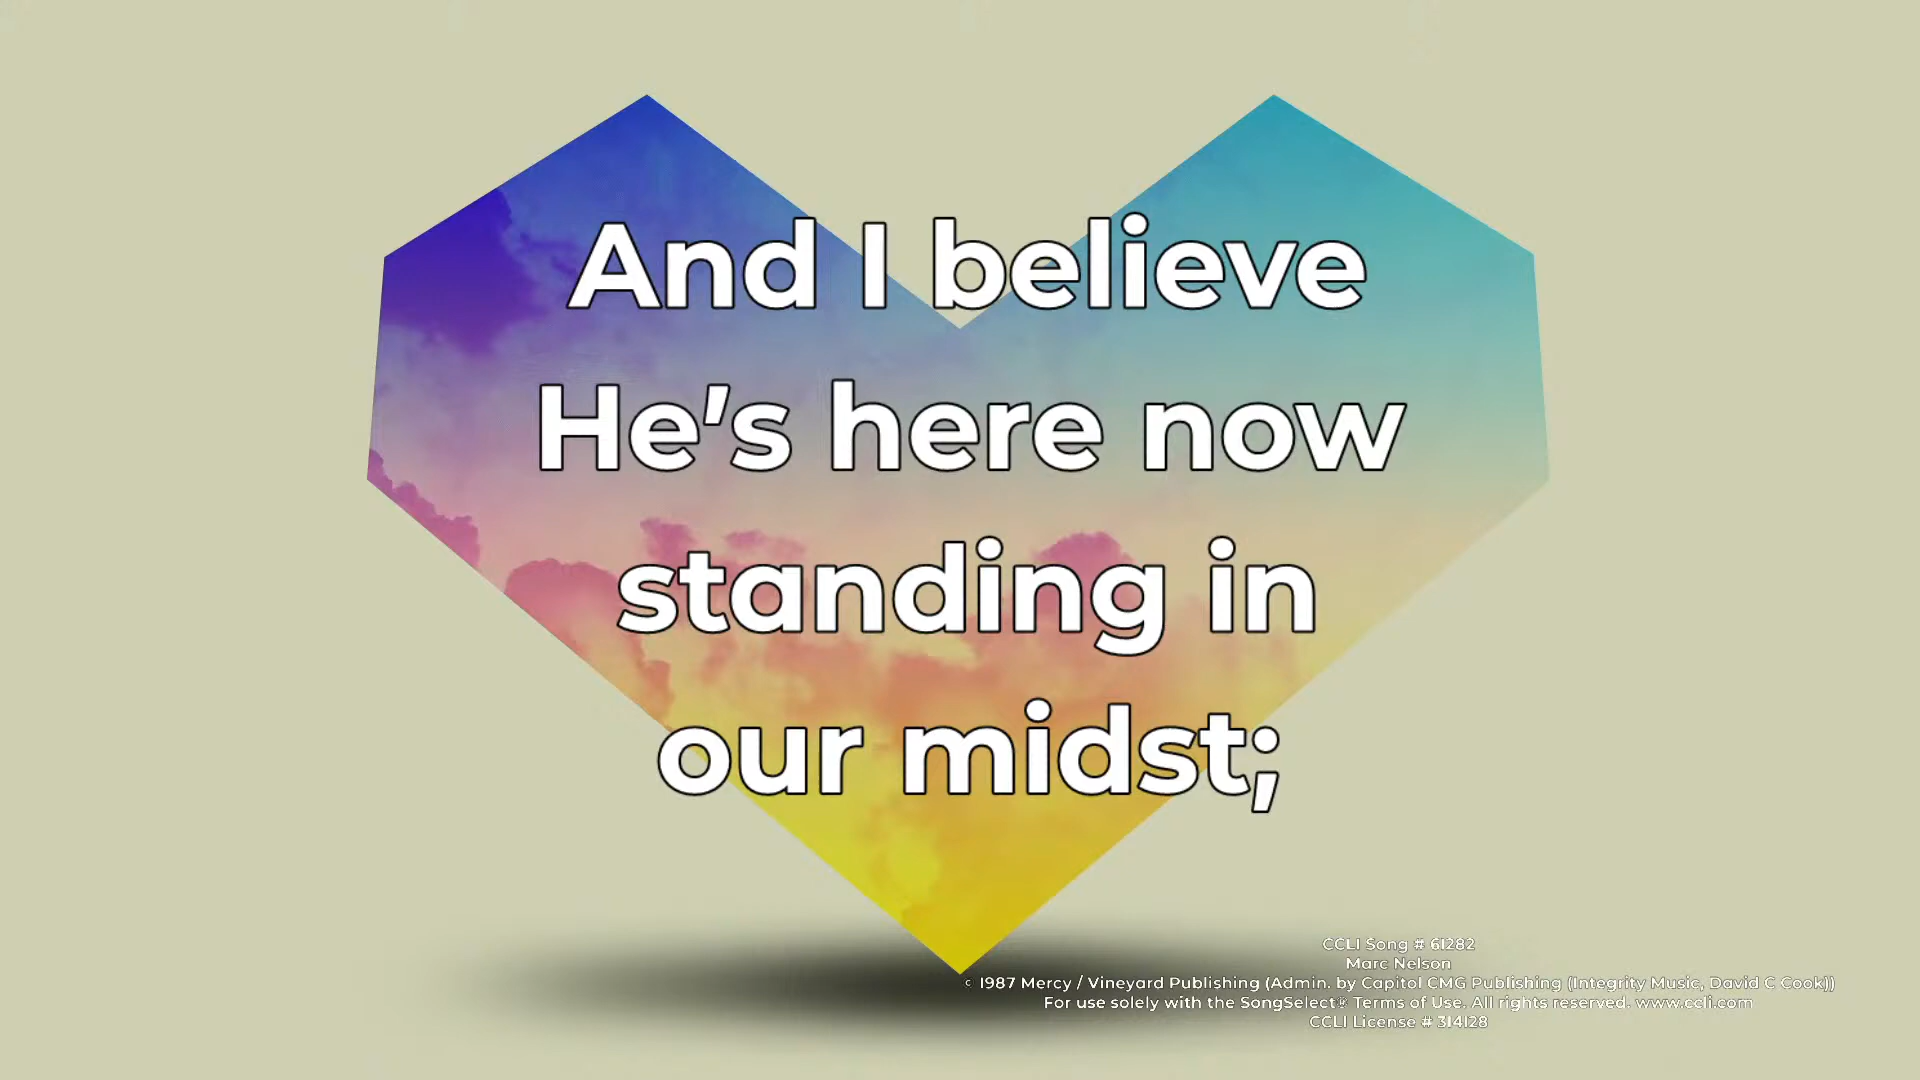 And I believe
He's here now
standing in
our midst;
CCLI Song # 61282
Marc Nelson
© 1987 Mercy / Vineyard Publishing (Admin. by Capitol CMG Publishing (Integrity Music, David C Cook))
For use solely with the SongSelect® Terms of Use. All rights reserved. www.ccli.com
CCLI License # 314128